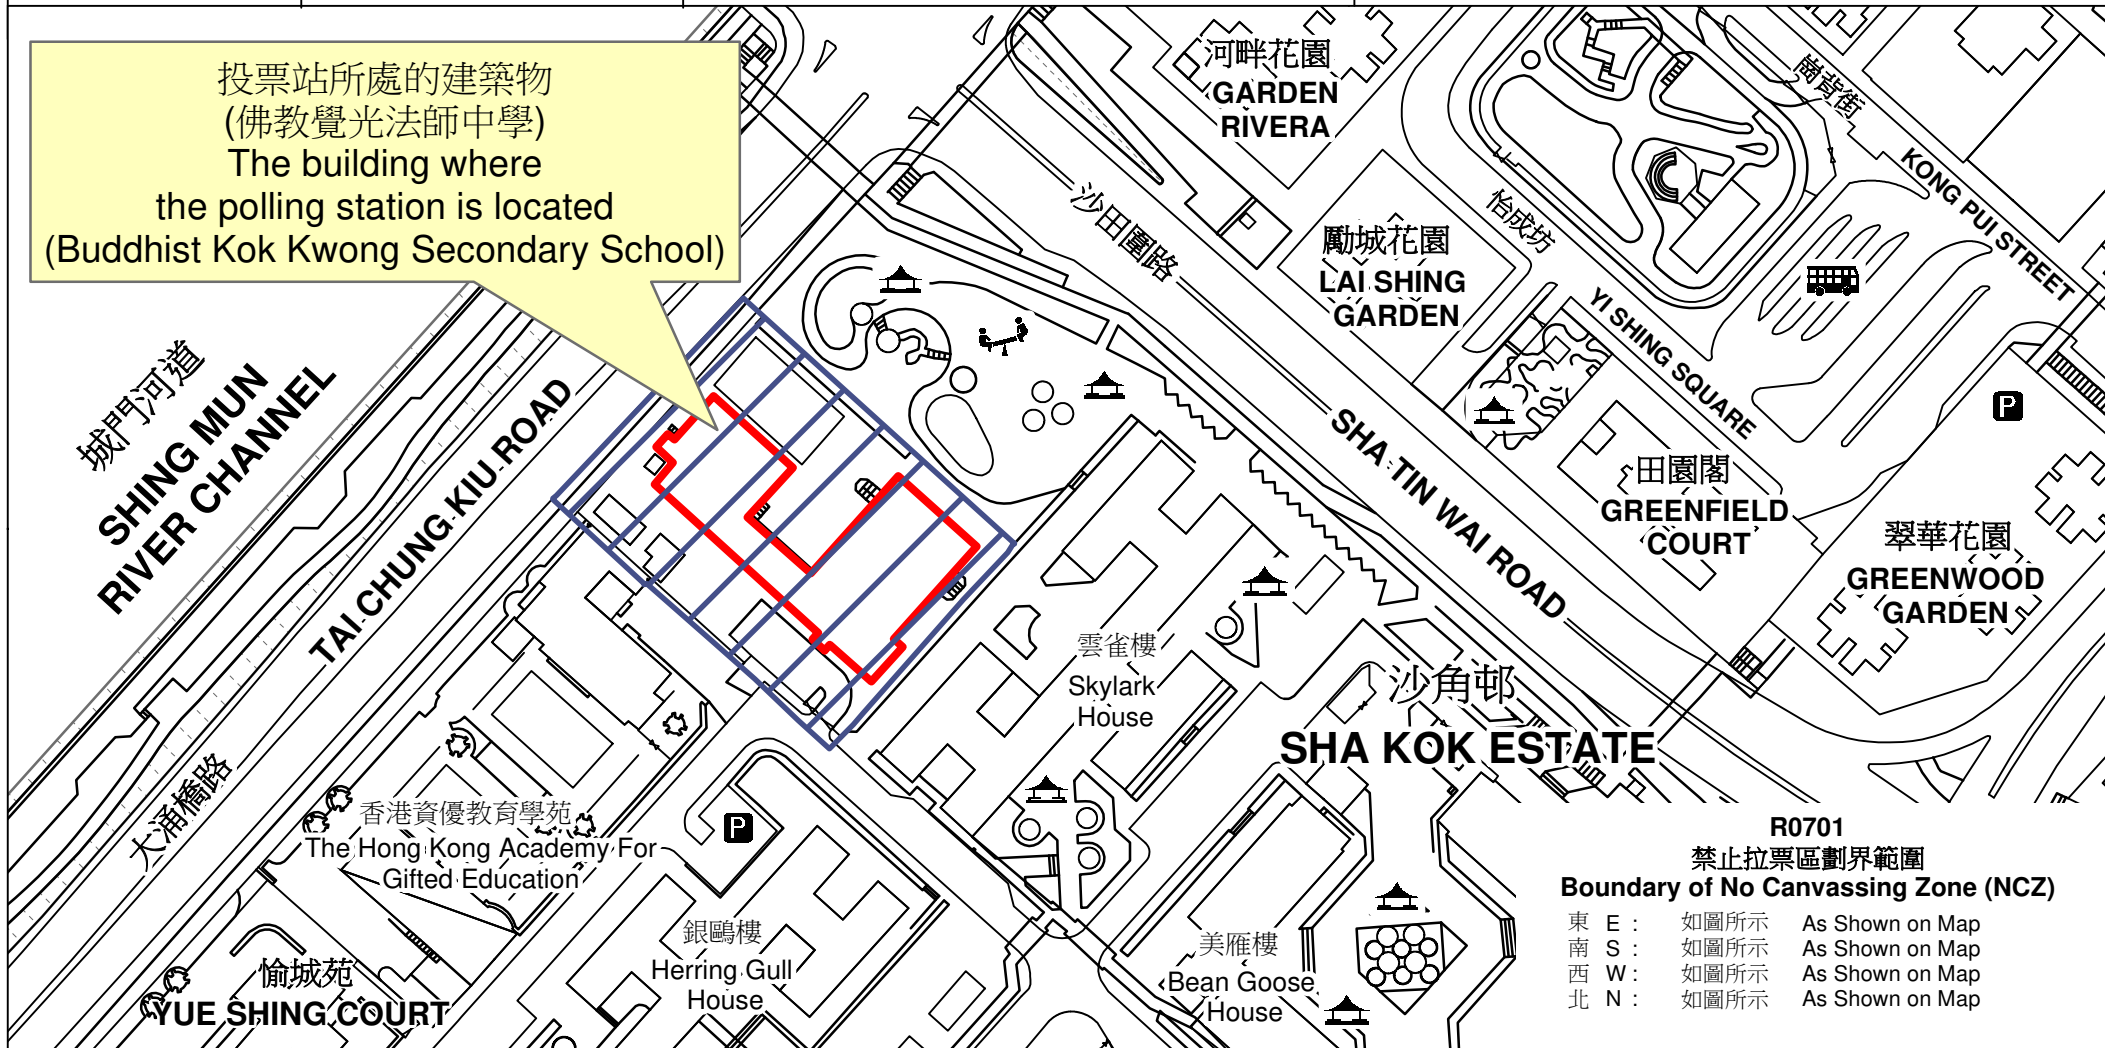 投票站所處的建築物
(佛教覺光法師中學)
The building where
the polling station is located
(Buddhist Kok Kwong Secondary School)
河畔花園
GARDEN
RIVERA
崗背街
KONG PUI STREET
沙田圍路
怡成坊
勵城花園
LAI SHING
GARDEN
YI SHING SQUARE
城門河道
SHING MUN
RIVER CHANNEL
TAI CHUNG KIU ROAD
SHA TIN WAI ROAD
P
田園閣
GREENFIELD
COURT
翠華花園
GREENWOOD
GARDEN
雲雀樓
Skylark
House
沙角邨
SHA KOK ESTATE
大涌橋路
香港資優教育學苑
The Hong Kong Academy For
Gifted Education
P
銀鷗樓
Herring Gull
House
美雁樓
Bean Goose
House
愉城苑
YUE SHING COURT
R0701
禁止拉票區劃界範圍
Boundary of No Canvassing Zone (NCZ)
東 E : 如圖所示 As Shown on Map
南 S : 如圖所示 As Shown on Map
西 W : 如圖所示 As Shown on Map
北 N : 如圖所示 As Shown on Map